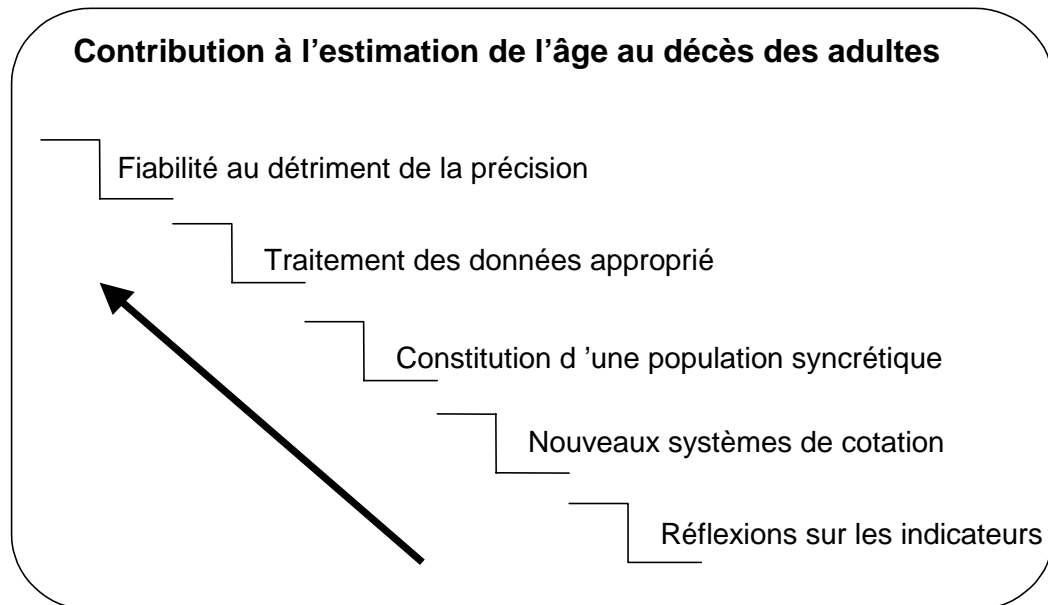 Contribution à l’estimation de l’âge au décès des adultes
Fiabilité au détriment de la précision
Traitement des données approprié
Constitution d ’une population syncrétique
Nouveaux systèmes de cotation
Réflexions sur les indicateurs